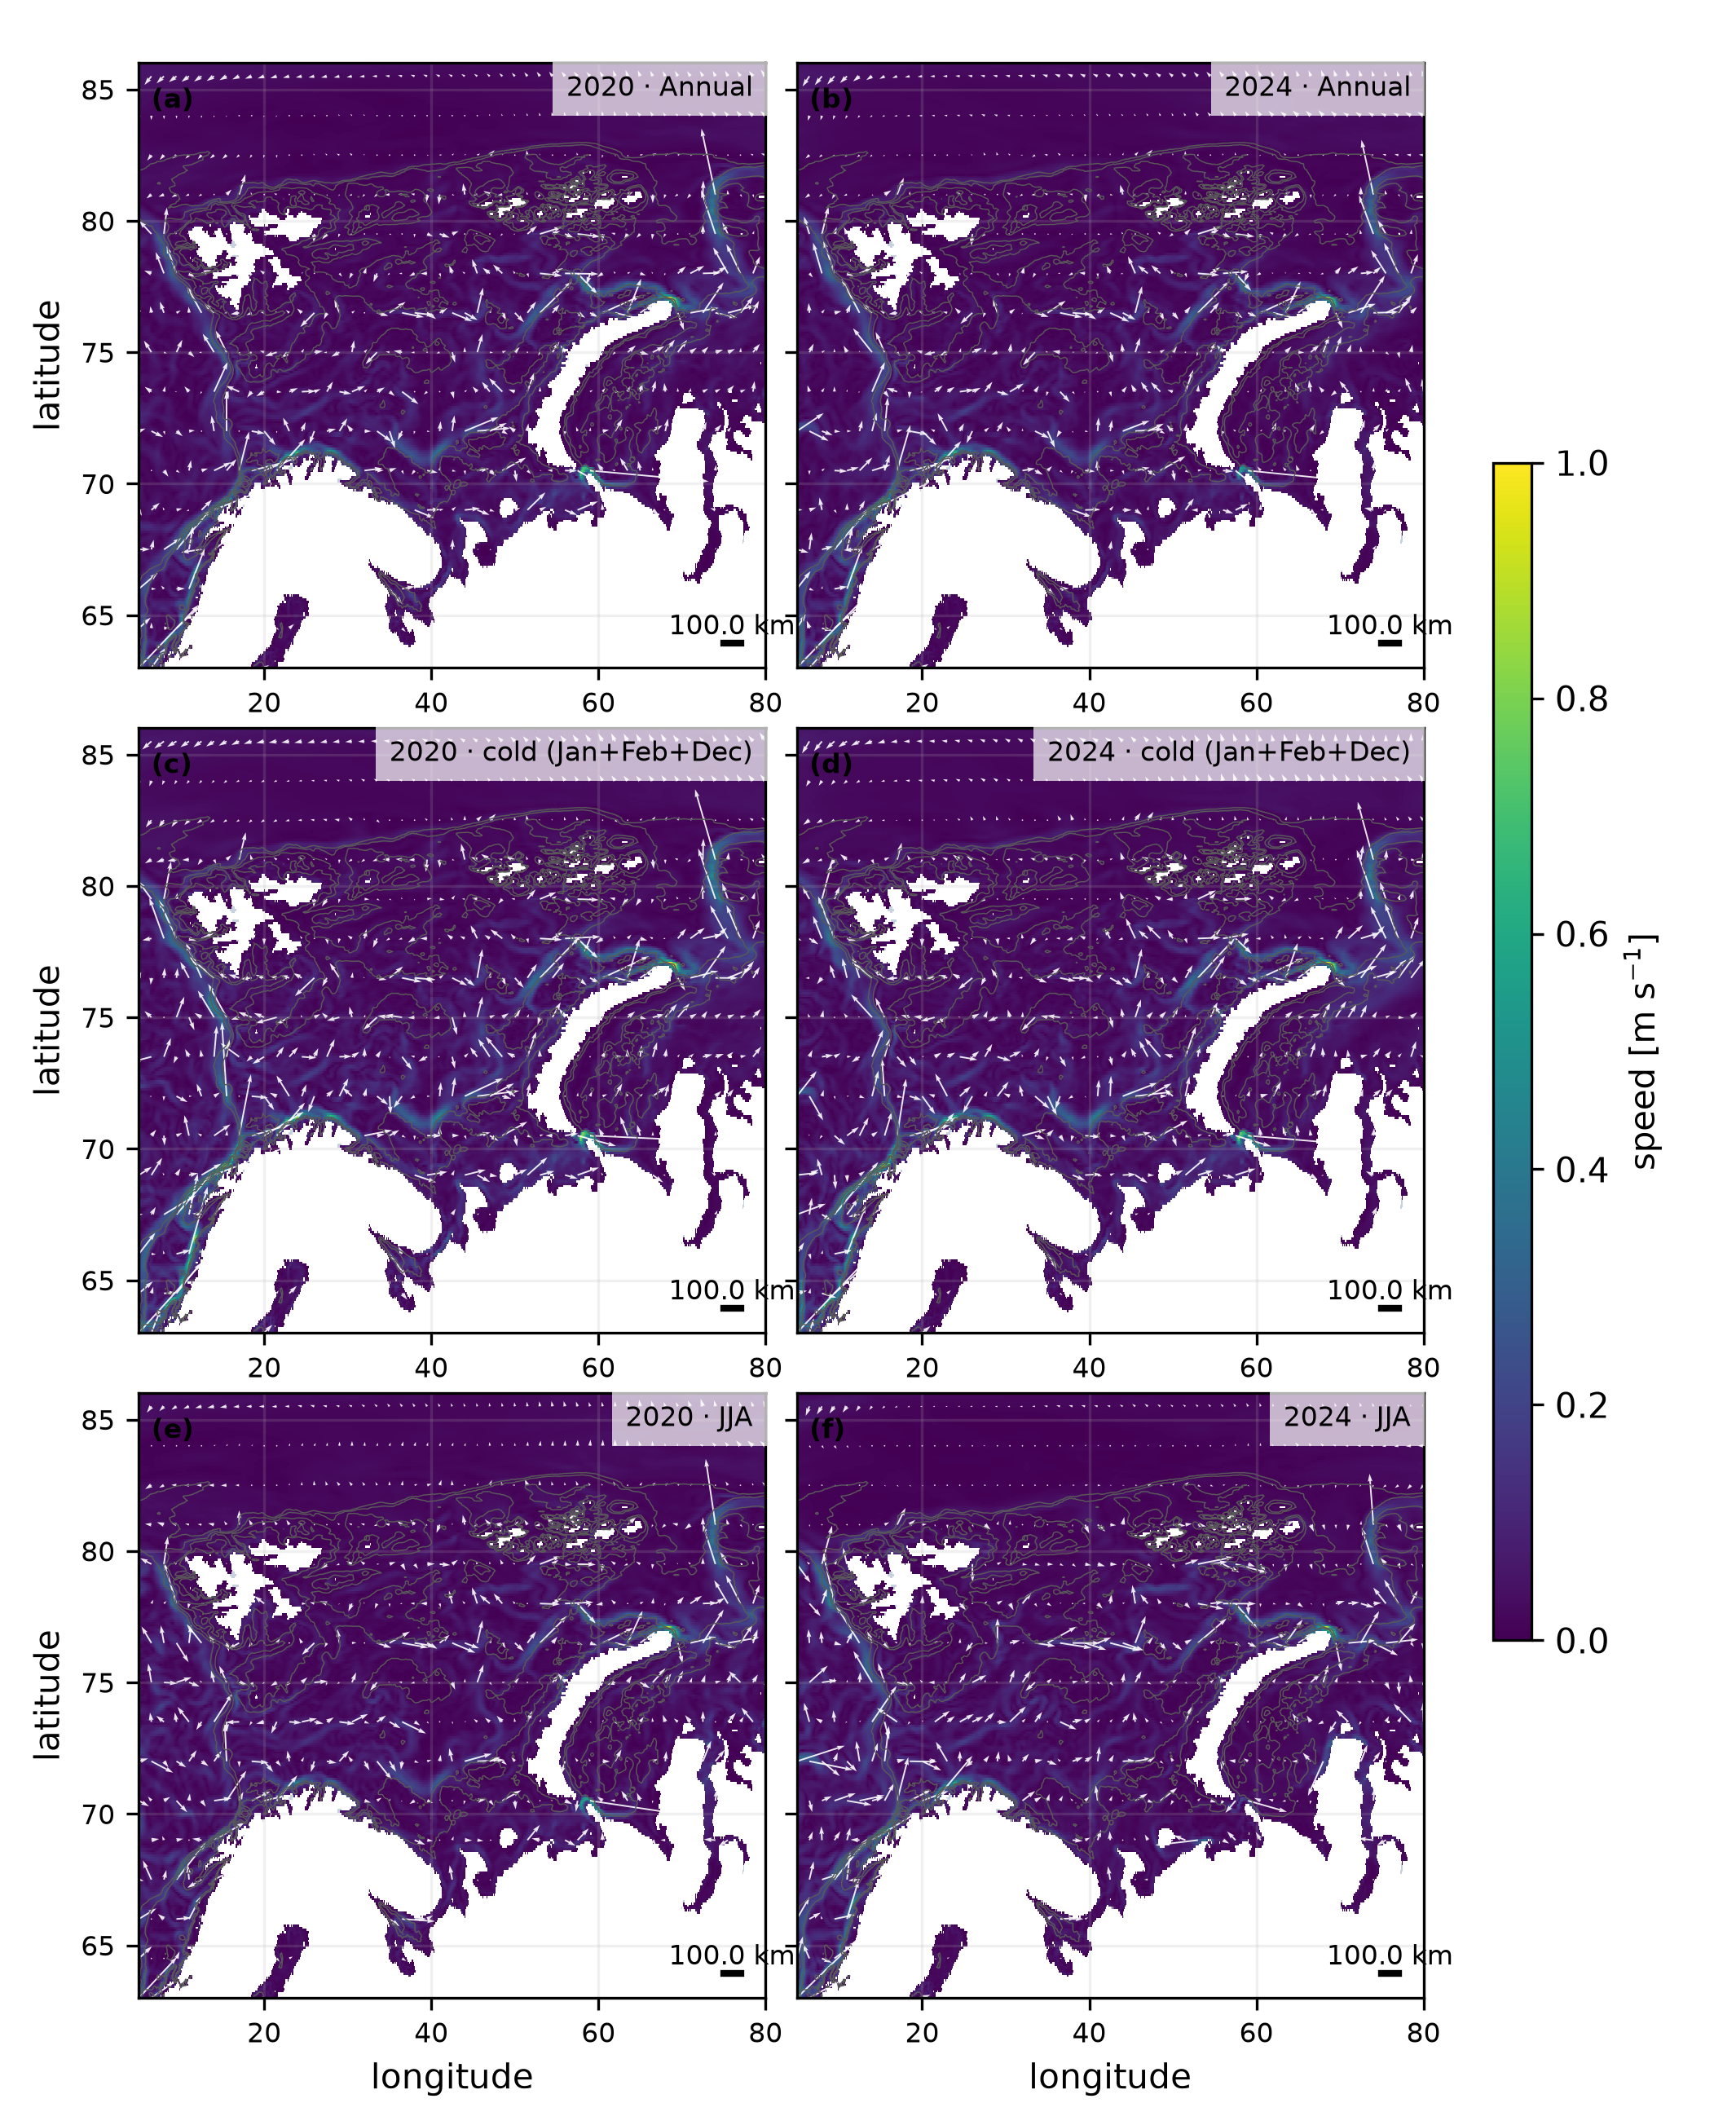 (a)
2020 · Annual
(b)
2024 · Annual
85
80
75
70
65
latitude
100.0 km
100.0 km
20
40
60
80
20
40
60
80
(c)
2020 · cold (Jan+Feb+Dec)
(d)
2024 · cold (Jan+Feb+Dec)
85
80
75
70
65
latitude
100.0 km
100.0 km
20
40
60
80
20
40
60
80
(e)
2020 · JJA
(f)
2024 · JJA
85
80
75
70
65
latitude
100.0 km
100.0 km
20
40
60
80
20
40
60
80
longitude
longitude
1.0
0.8
0.6
0.4
0.2
0.0
speed [m s⁻¹]